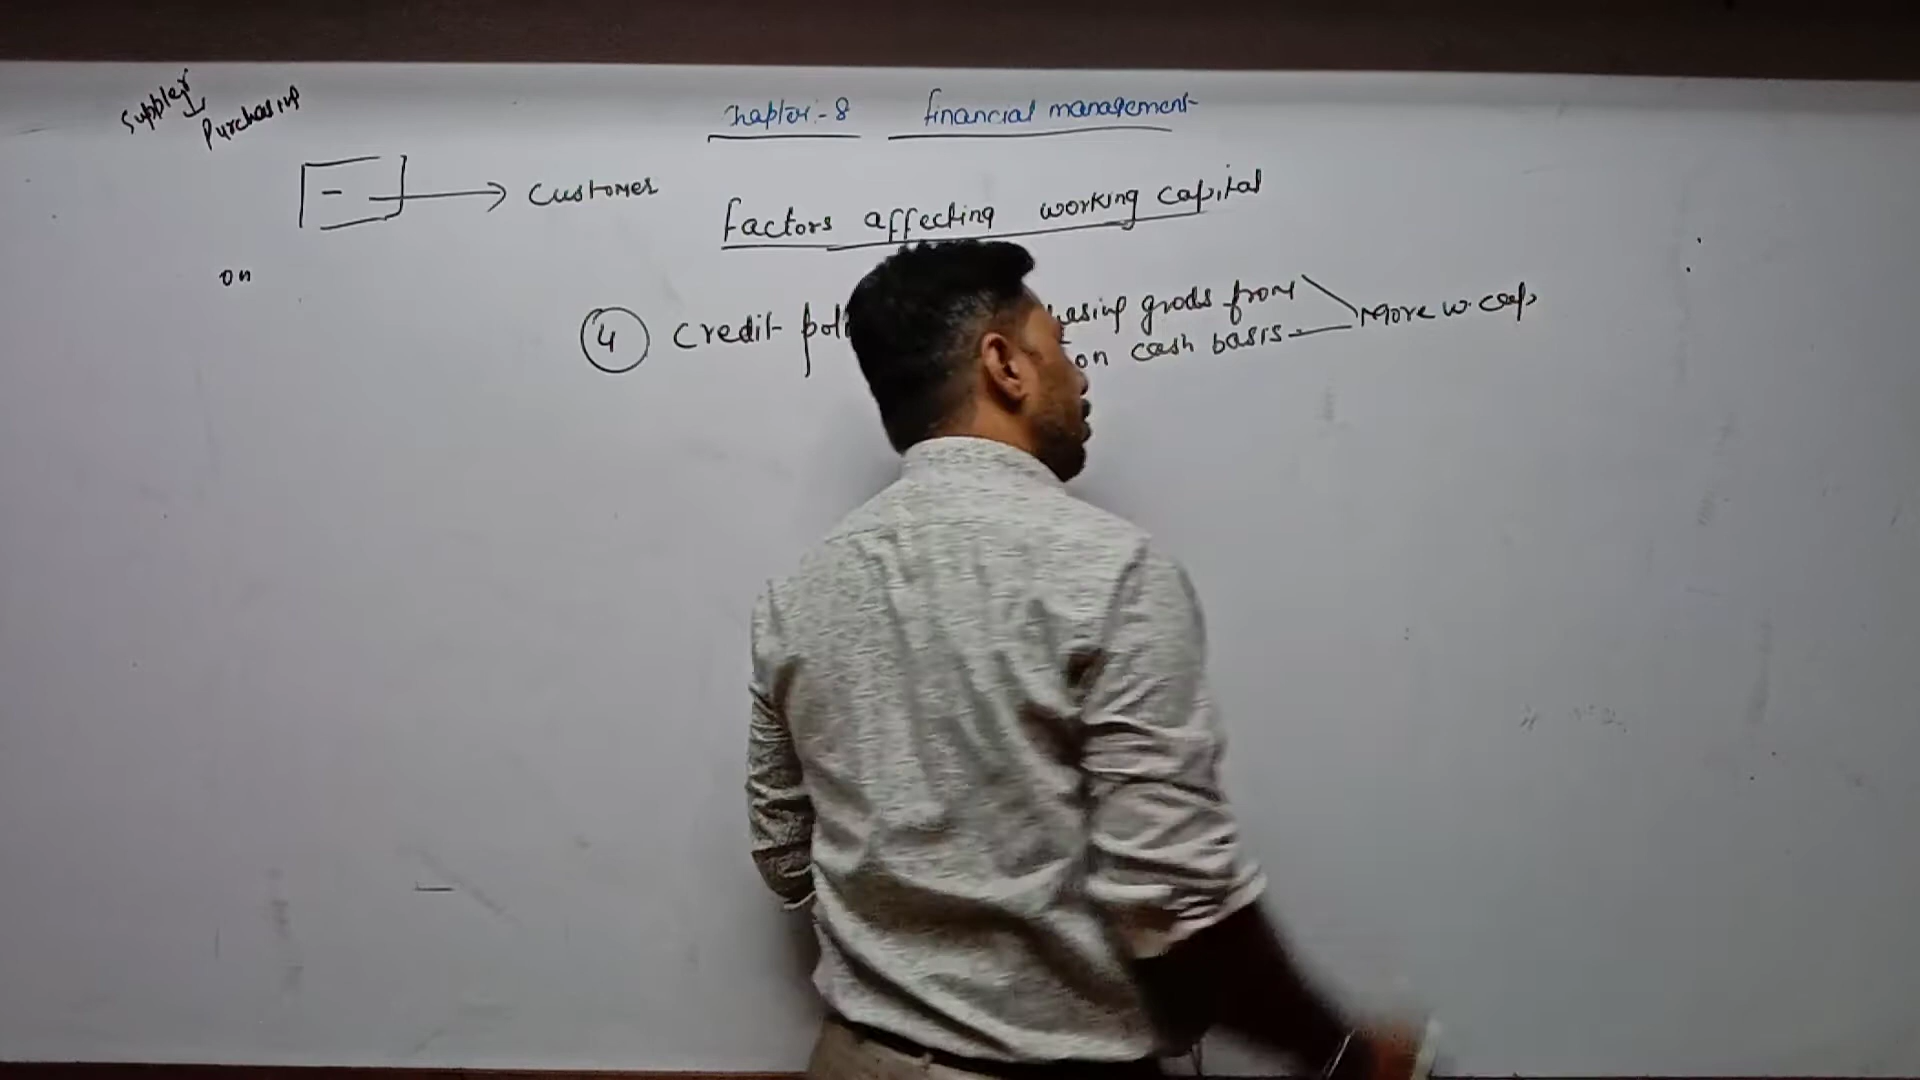 Supplier
Purchasing
Chapter:- 8 financial management
Customer
factors affecting working capital
on
4 Credit goods from More w. cap
on cash basis